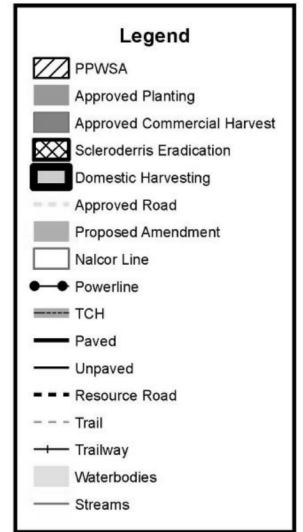 Legend
PPWSA
Approved Planting
Approved Commercial Harvest
Scleroderris Eradication
Domestic Harvesting
Approved Road
Proposed Amendment
Nalcor Line
Powerline
TCH
Paved
Unpaved
Resource Road
Trail
Trailway
Waterbodies
Streams